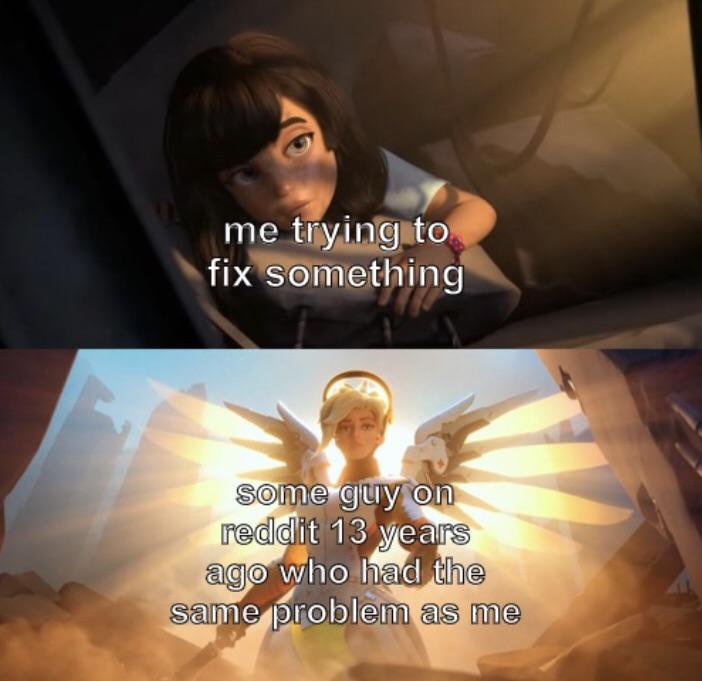 me trying to
fix something
some guy on
reddit 13 years
ago who had the
same problem as me